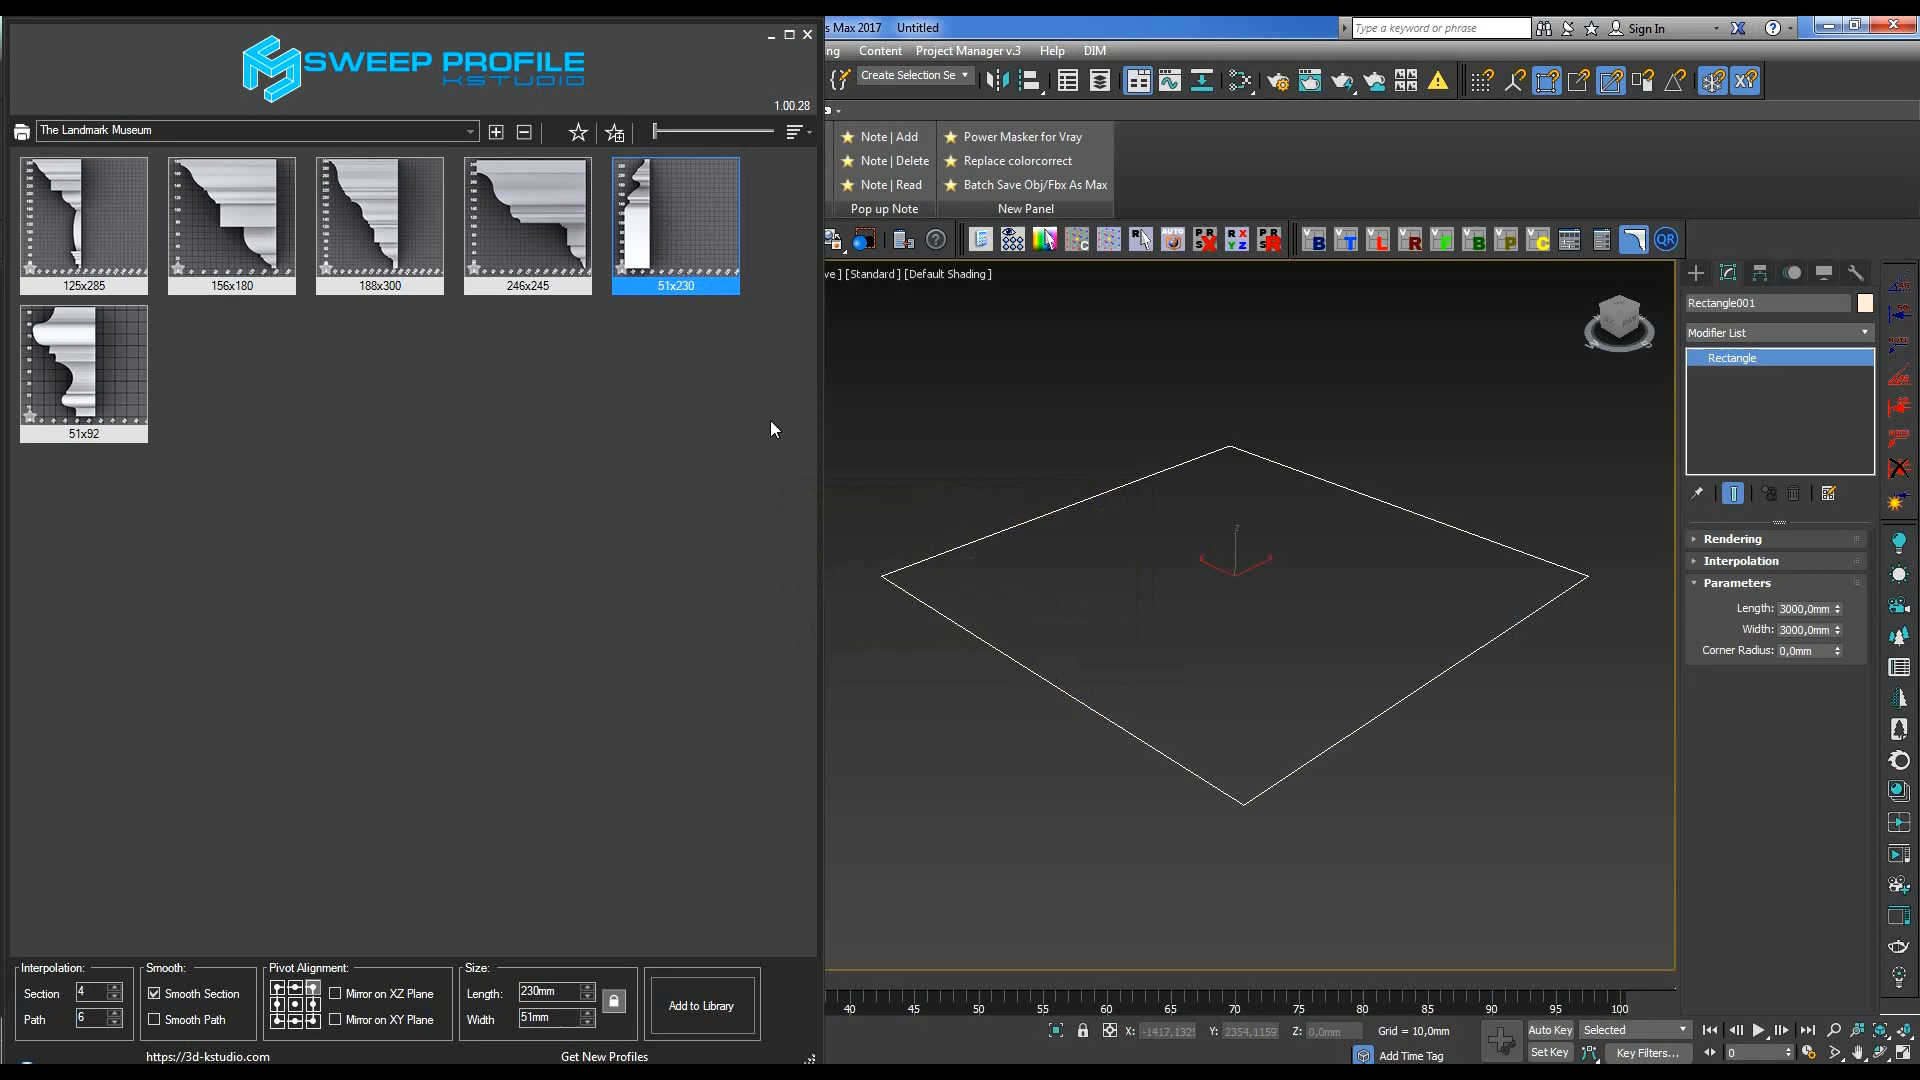 SWEEP PROFILE
KSTUDIO
1.00.28
The Landmark Museum
125x285
156x180
188x300
246x245
51x230
51x92
Interpolation:
Section 4
Path 6
Smooth:
Smooth Section
Smooth Path
Pivot Alignment:
Mirror on XZ Plane
Mirror on XY Plane
Size:
Length: 230mm
Width 51mm
Add to Library
https://3d-kstudio.com
Get New Profiles
s Max 2017 Untitled
Type a keyword or phrase
Sign In
ng Content Project Manager v.3 Help DIM
Create Selection Se
Note | Add
Note | Delete
Note | Read
Pop up Note
Power Masker for Vray
Replace colorcorrect
Batch Save Obj/Fbx As Max
New Panel
ve ] [Standard ] [Default Shading ]
Rectangle001
Modifier List
Rectangle
Rendering
Interpolation
Parameters
Length: 3000,0mm
Width: 3000,0mm
Corner Radius: 0,0mm
40 45 50 55 60 65 70 75 80 85 90 95 100
X: -1417,132 Y: 2354,1159 Z: 0,0mm Grid = 10,0mm
Add Time Tag
Auto Key Selected
Set Key Key Filters...
0